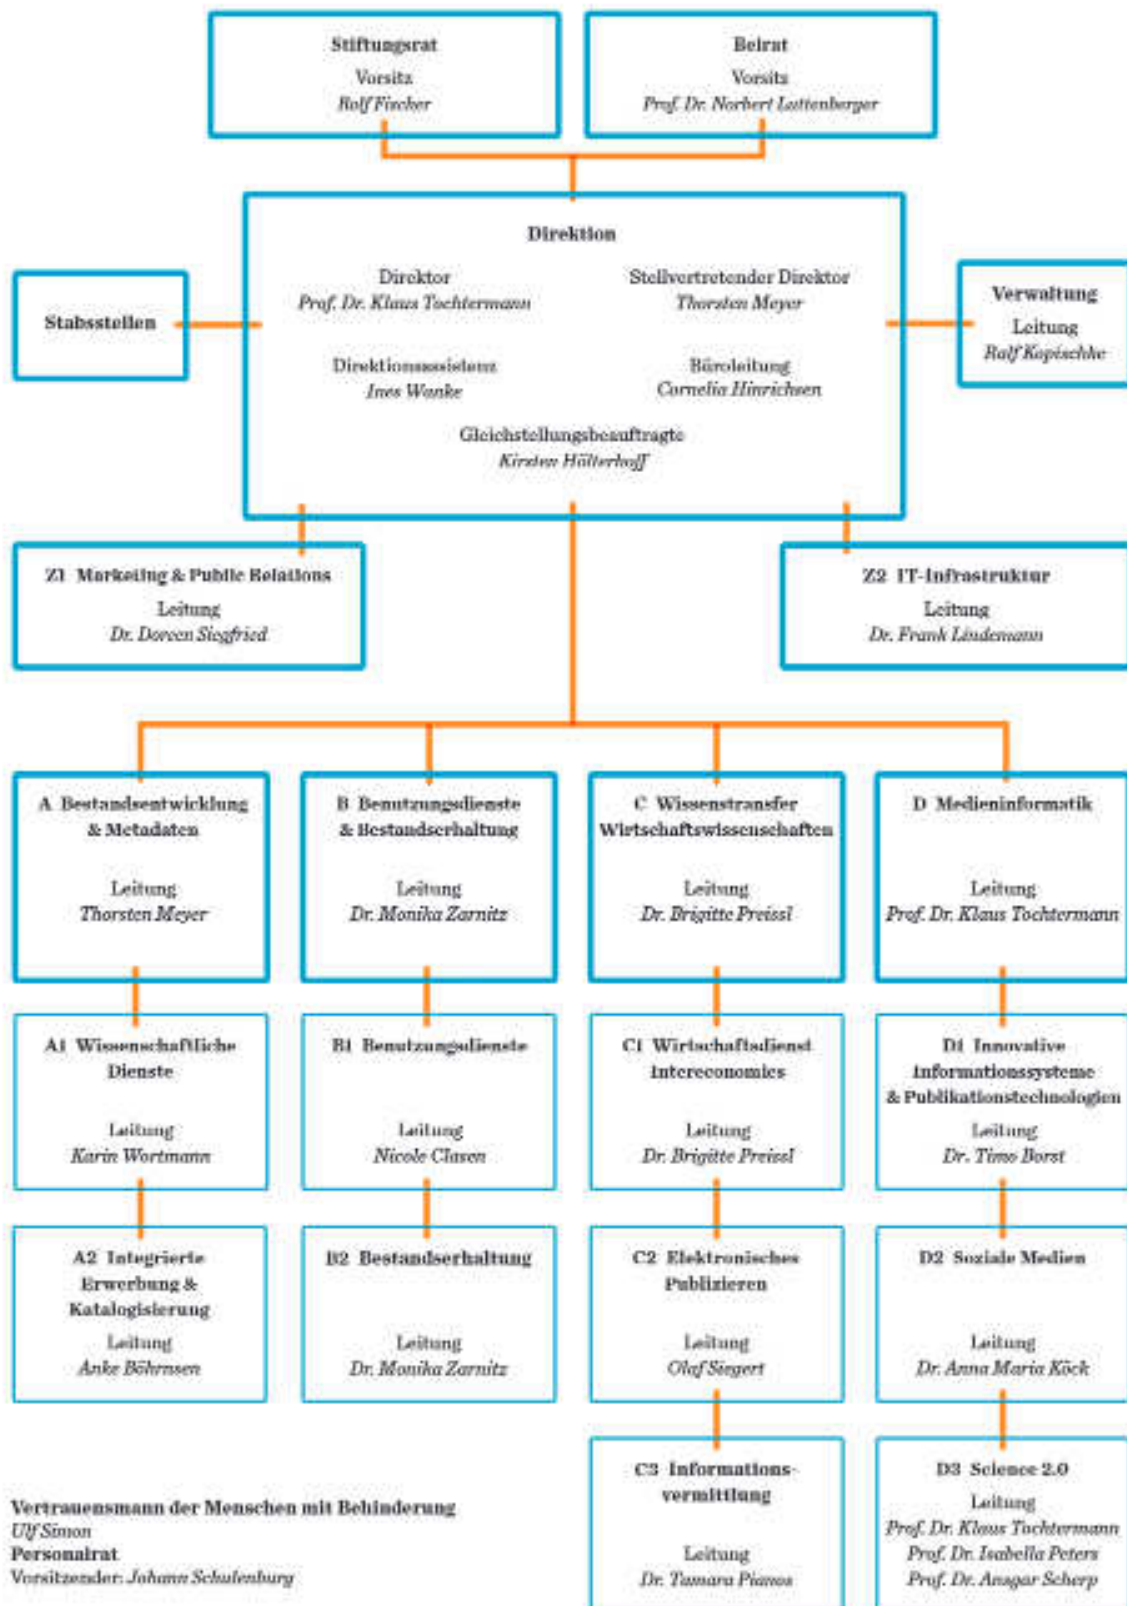 Stiftungsrat
Vorsitz
Rolf Fischer
Beirat
Vorsitz
Prof. Dr. Norbert Luttenberger
Direktion
Direktor
Prof. Dr. Klaus Tochtermann
Stellvertretender Direktor
Thorsten Meyer
Direktionsassistenz
Ines Wanke
Büroleitung
Cornelia Hinrichsen
Gleichstellungsbeauftragte
Kirsten Hölterhoff
Stabsstellen
Verwaltung
Leitung
Ralf Kopischke
Z1 Marketing & Public Relations
Leitung
Dr. Doreen Siegfried
Z2 IT-Infrastruktur
Leitung
Dr. Frank Lindemann
A Bestandsentwicklung
& Metadaten
Leitung
Thorsten Meyer
B Benutzungsdienste
& Bestandserhaltung
Leitung
Dr. Monika Zarnitz
C Wissenstransfer
Wirtschaftswissenschaften
Leitung
Dr. Brigitte Preissl
D Medieninformatik
Leitung
Prof. Dr. Klaus Tochtermann
A1 Wissenschaftliche
Dienste
Leitung
Karin Wortmann
B1 Benutzungsdienste
Leitung
Nicole Clasen
C1 Wirtschaftsdienst
Intereconomics
Leitung
Dr. Brigitte Preissl
D1 Innovative
Informationssysteme
& Publikationstechnologien
Leitung
Dr. Timo Borst
A2 Integrierte
Erwerbung &
Katalogisierung
Leitung
Anke Böhrnsen
B2 Bestandserhaltung
Leitung
Dr. Monika Zarnitz
C2 Elektronisches
Publizieren
Leitung
Olaf Siegert
D2 Soziale Medien
Leitung
Dr. Anna Maria Köck
C3 Informations-
vermittlung
Leitung
Dr. Tamara Pianos
D3 Science 2.0
Leitung
Prof. Dr. Klaus Tochtermann
Prof. Dr. Isabella Peters
Prof. Dr. Ansgar Scherp
Vertrauensmann der Menschen mit Behinderung
Ulf Simon
Personalrat
Vorsitzender: Johann Schulenburg